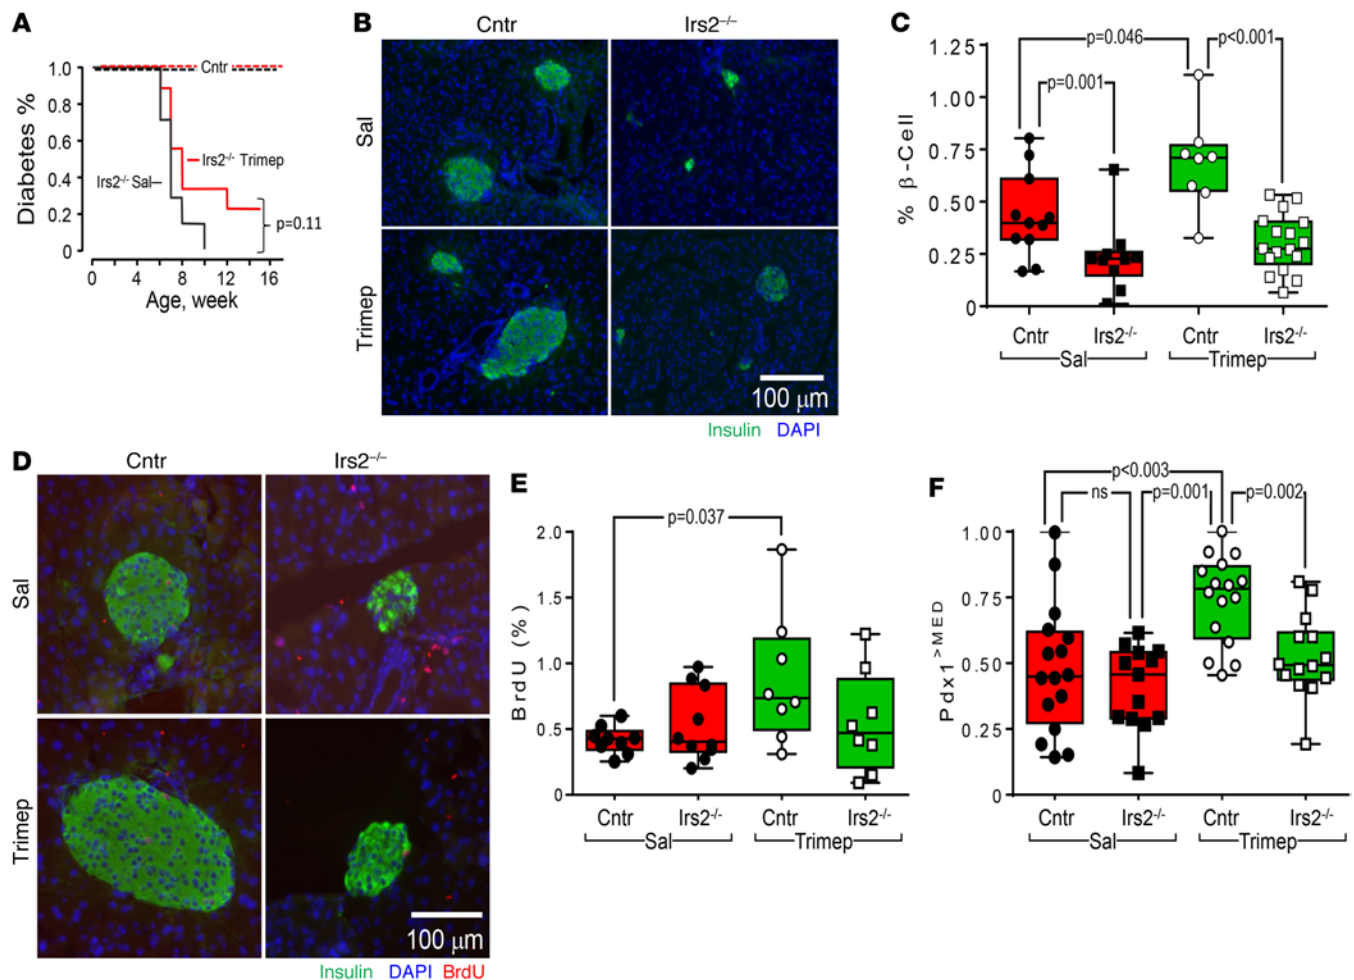 A
Diabetes %
1.0
0.8
0.6
0.4
0.2
0
Cntr
Irs2⁻/⁻ Trimep
Irs2⁻/⁻ Sal
p=0.11
0 4 8 12 16
Age, week
B
Cntr Irs2⁻/⁻
Sal
Trimep
100 µm
Insulin DAPI
C
% β-Cell
1.25
1.00
0.75
0.50
0.25
0
p=0.046
p<0.001
p=0.001
Cntr Irs2⁻/⁻ Cntr Irs2⁻/⁻
Sal Trimep
D
Cntr Irs2⁻/⁻
Sal
Trimep
100 µm
Insulin DAPI BrdU
E
BrdU (%)
2.0
1.5
1.0
0.5
0
p=0.037
Cntr Irs2⁻/⁻ Cntr Irs2⁻/⁻
Sal Trimep
F
Pdx1>MED
1.00
0.75
0.50
0.25
0
p<0.003
ns p=0.001 p=0.002
Cntr Irs2⁻/⁻ Cntr Irs2⁻/⁻
Sal Trimep